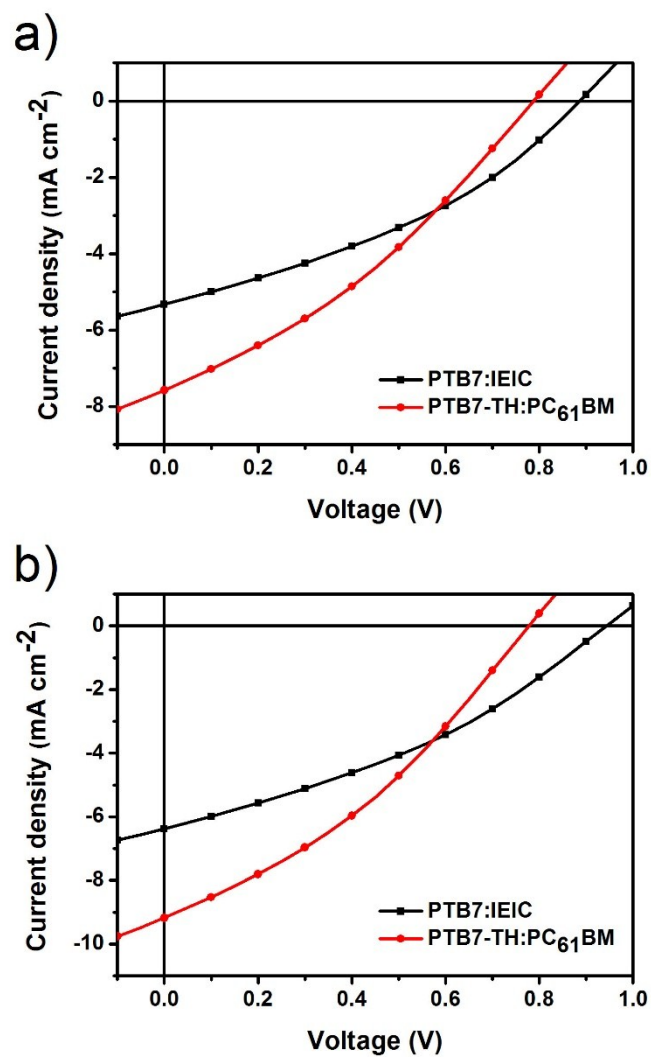 a)
0
-2
-4
-6
-8
Current density (mA cm-2)
PTB7:IEIC
PTB7-TH:PC61BM
0.0 0.2 0.4 0.6 0.8 1.0
Voltage (V)
b)
0
-2
-4
-6
-8
-10
Current density (mA cm-2)
PTB7:IEIC
PTB7-TH:PC61BM
0.0 0.2 0.4 0.6 0.8 1.0
Voltage (V)